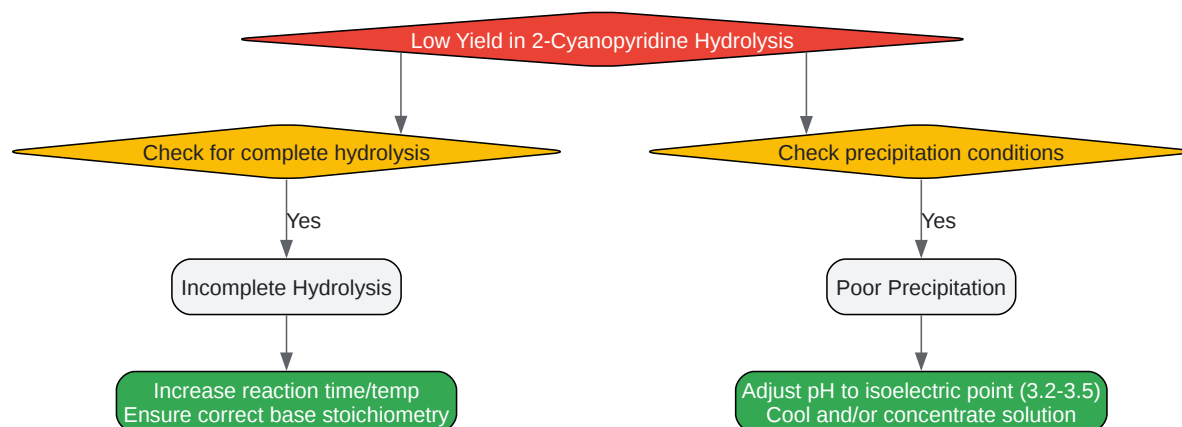 Low Yield in 2-Cyanopyridine Hydrolysis
Check for complete hydrolysis
Check precipitation conditions
Yes
Yes
Incomplete Hydrolysis
Poor Precipitation
Increase reaction time/temp
Ensure correct base stoichiometry
Adjust pH to isoelectric point (3.2-3.5)
Cool and/or concentrate solution